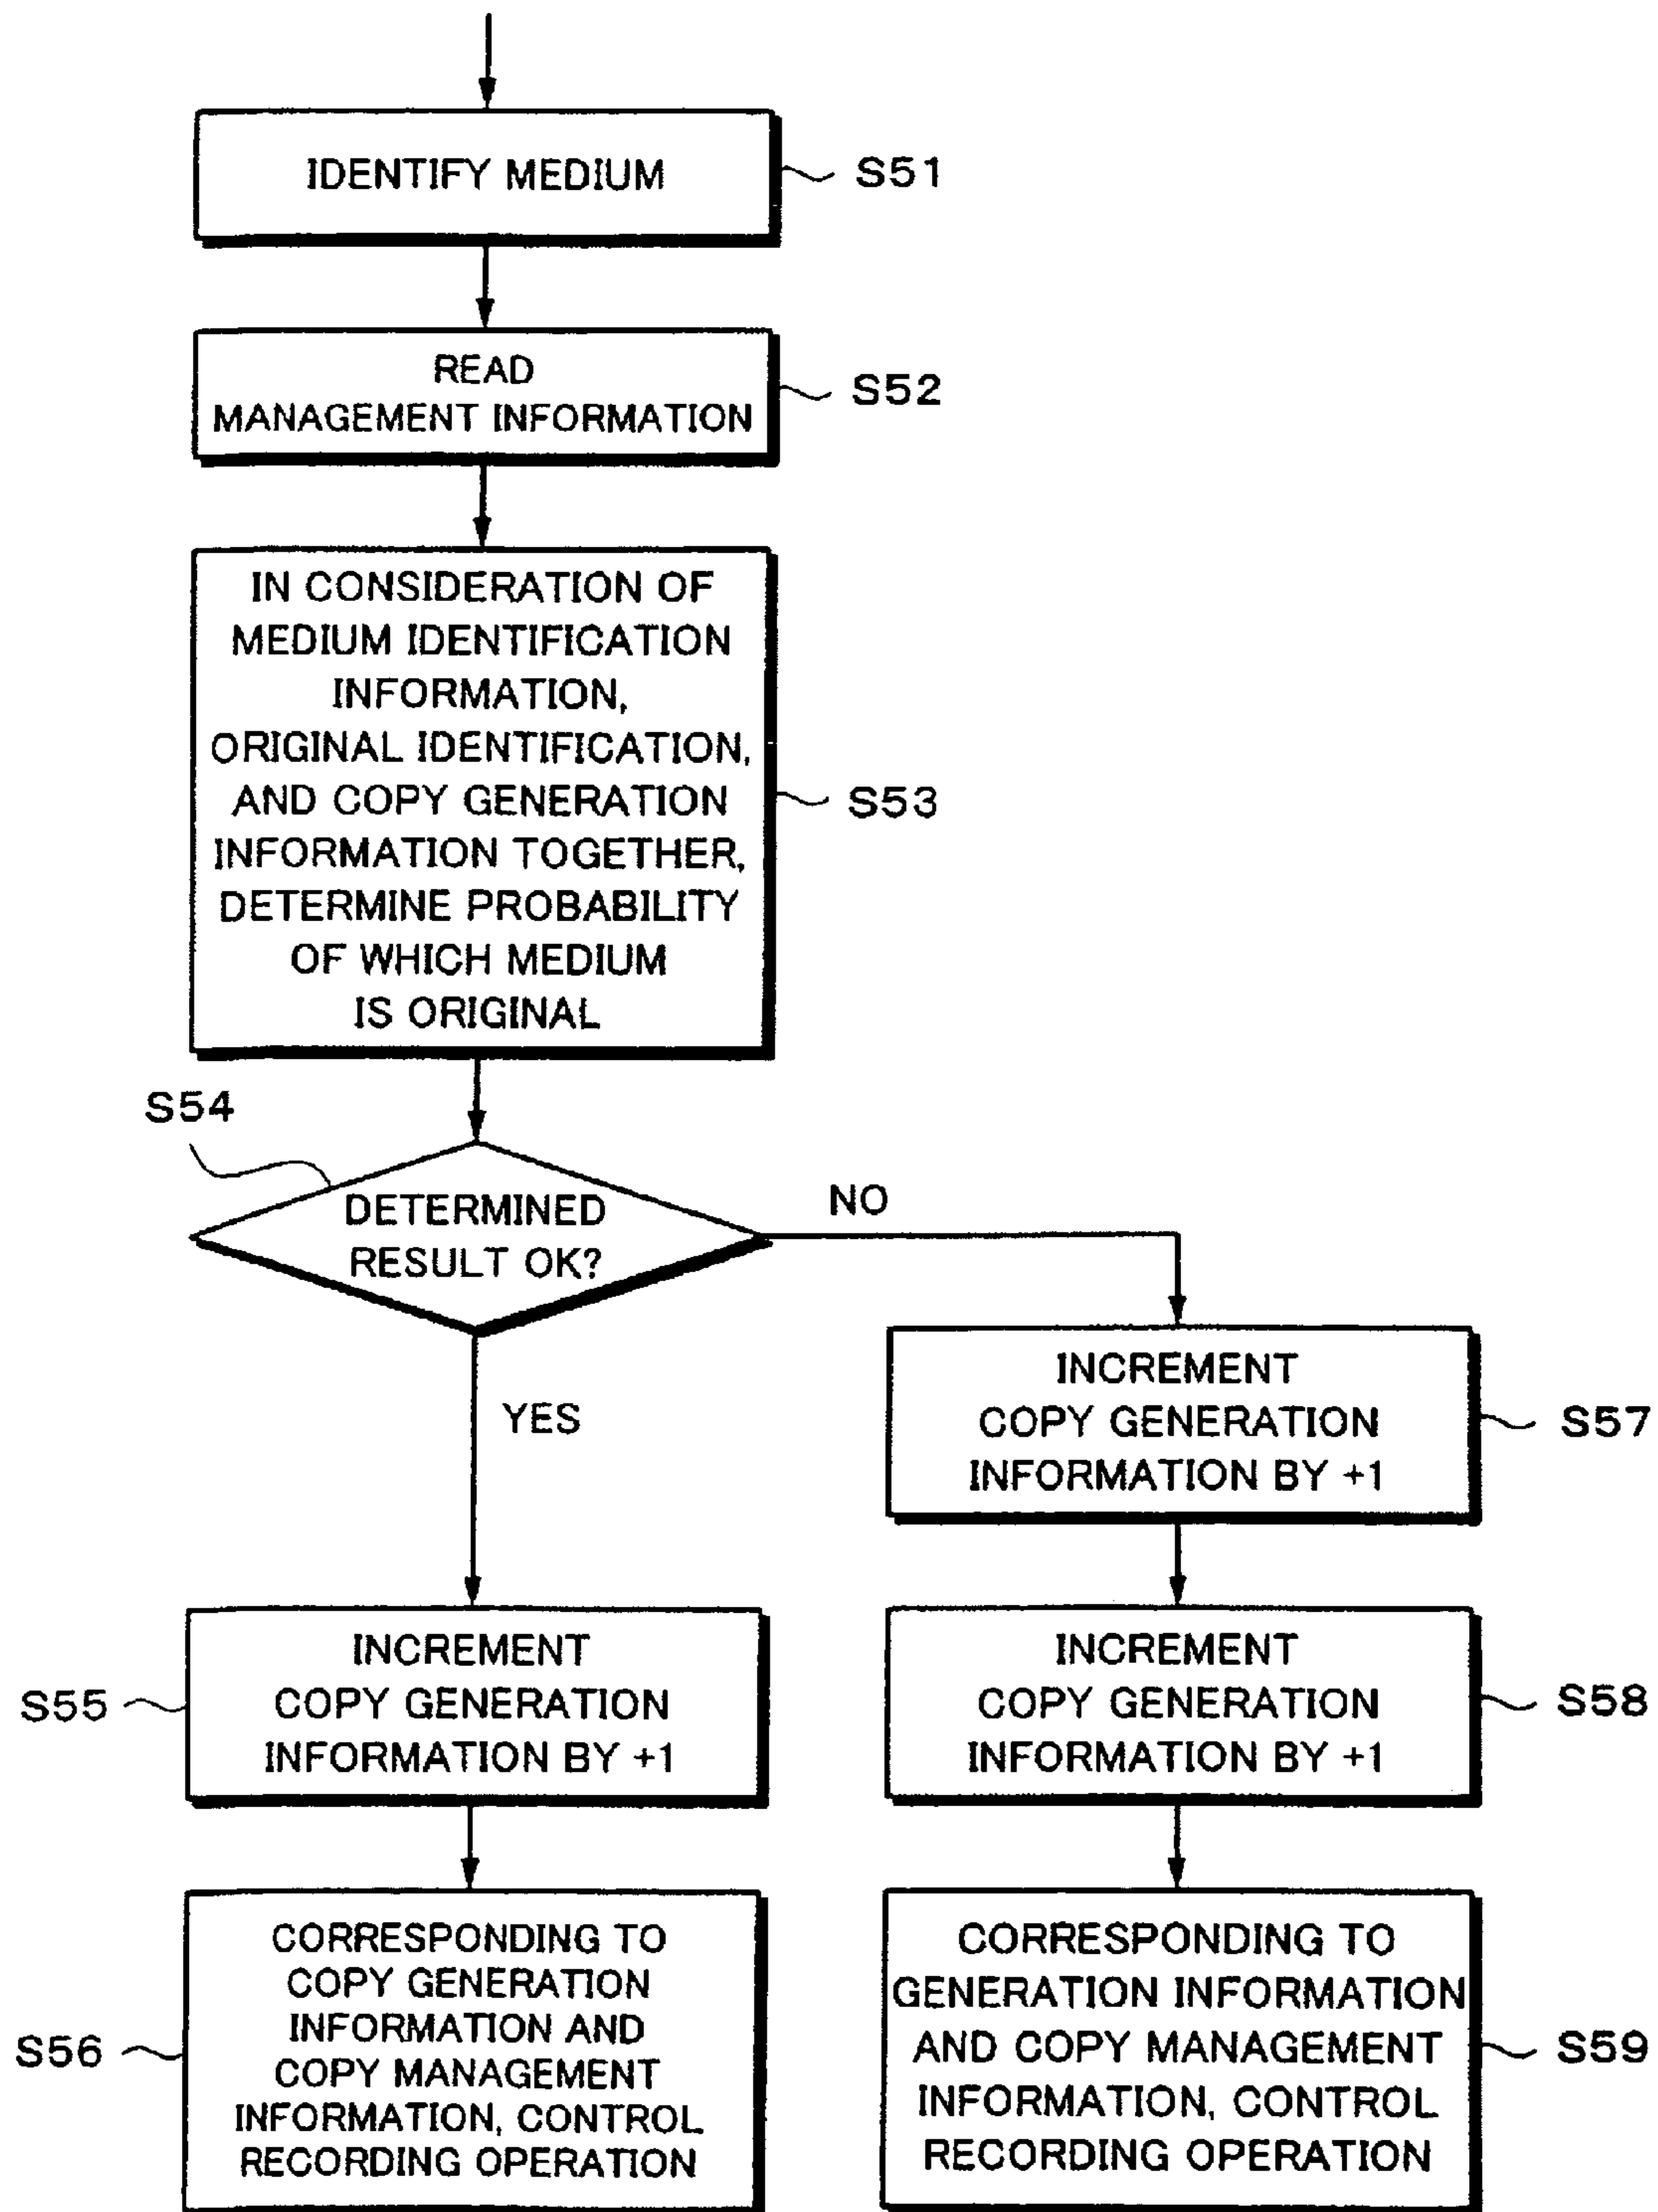 IDENTIFY MEDIUM
S51
READ
MANAGEMENT INFORMATION
S52
IN CONSIDERATION OF
MEDIUM IDENTIFICATION
INFORMATION,
ORIGINAL IDENTIFICATION,
AND COPY GENERATION
INFORMATION TOGETHER,
DETERMINE PROBABILITY
OF WHICH MEDIUM
IS ORIGINAL
S53
S54
DETERMINED
RESULT OK?
NO
YES
INCREMENT
COPY GENERATION
INFORMATION BY +1
S57
INCREMENT
COPY GENERATION
INFORMATION BY +1
S55
INCREMENT
COPY GENERATION
INFORMATION BY +1
S58
CORRESPONDING TO
COPY GENERATION
INFORMATION AND
COPY MANAGEMENT
INFORMATION, CONTROL
RECORDING OPERATION
S56
CORRESPONDING TO
GENERATION INFORMATION
AND COPY MANAGEMENT
INFORMATION, CONTROL
RECORDING OPERATION
S59